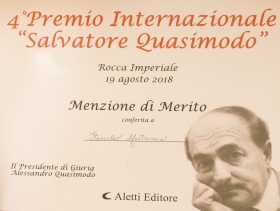 4° Premio Internazionale
"Salvatore Quasimodo"
Rocca Imperiale
19 agosto 2018
Menzione di Merito
conferita a
Il Presidente di Giuria
Alessandro Quasimodo
Aletti Editore